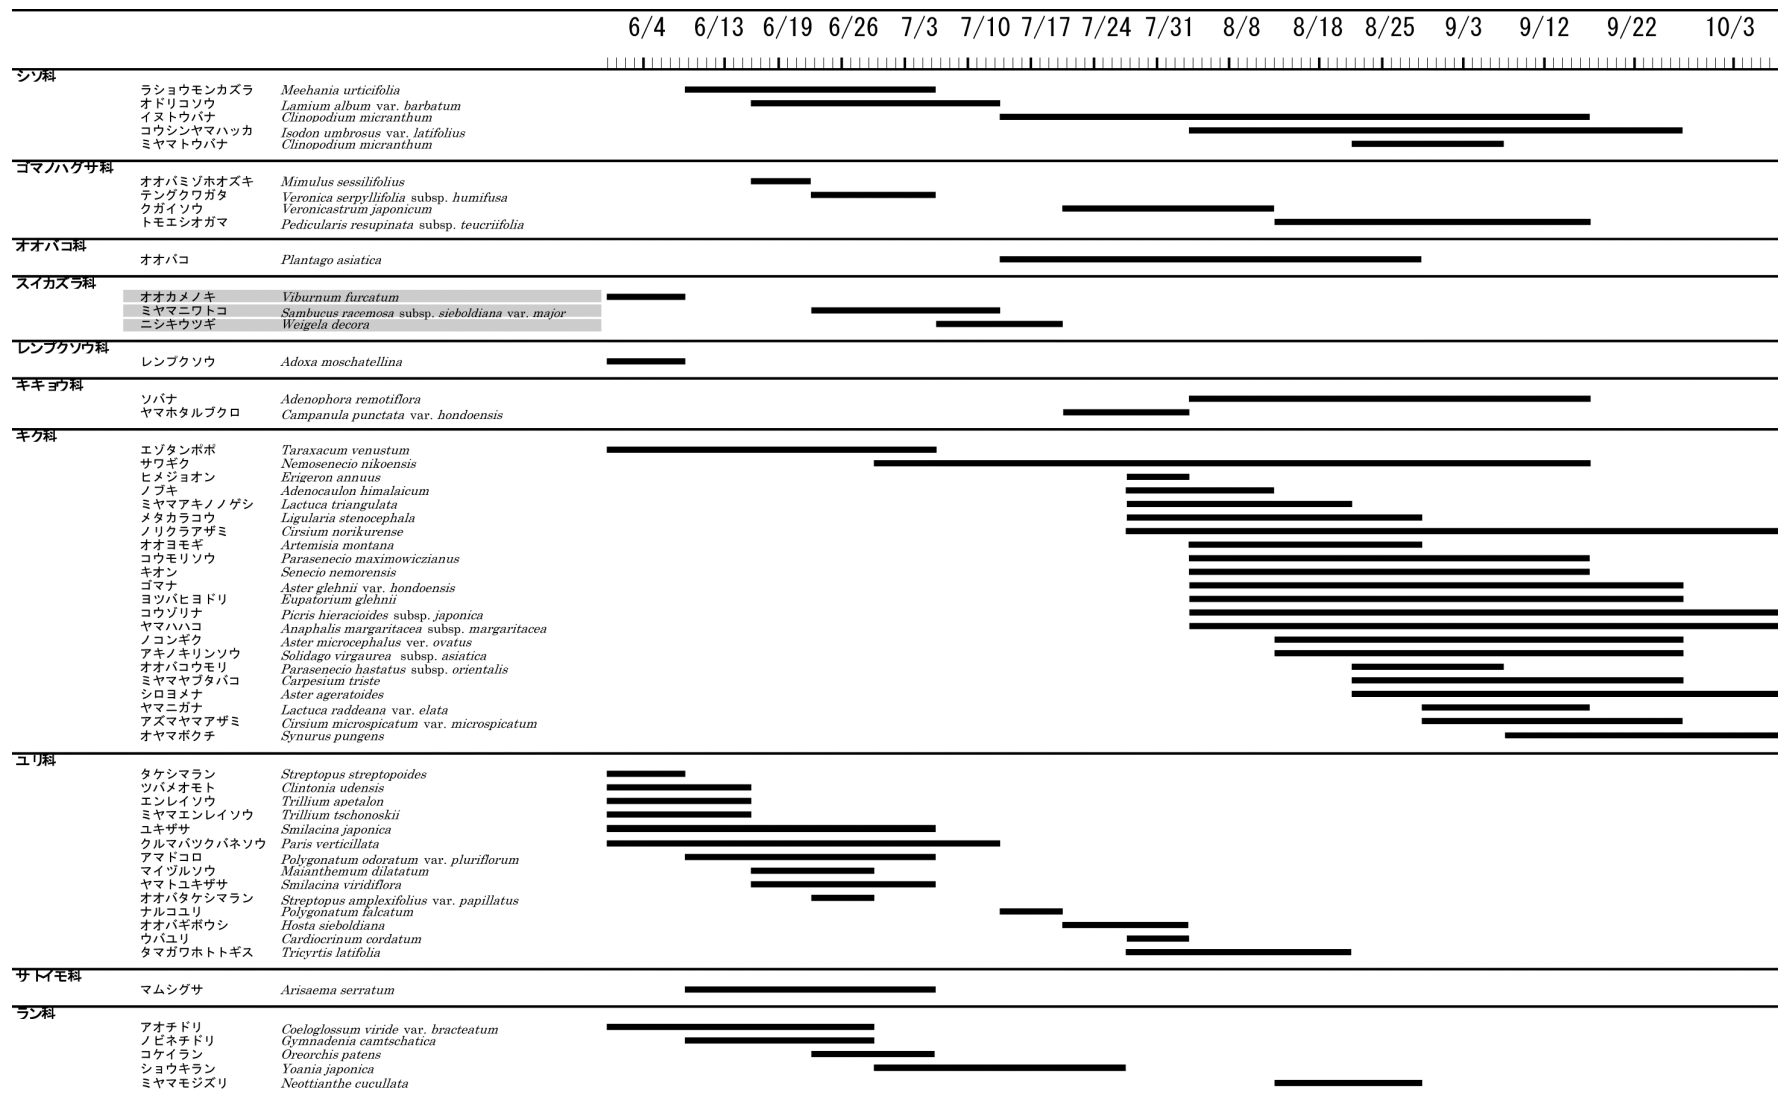 6/4 6/13 6/19 6/26 7/3 7/10 7/17 7/24 7/31 8/8 8/18 8/25 9/3 9/12 9/22 10/3
シソ科
ラショウモンカズラ Meehania urticifolia
オドリコソウ Lamium album var. barbatum
イヌトウバナ Clinopodium micranthum
コウシンヤマハッカ Isodon umbrosus var. latifolius
ミヤマトウバナ Clinopodium micranthum
ゴマノハグサ科
オオバミゾホオズキ Mimulus sessilifolius
テングクワガタ Veronica serpyllifolia subsp. humifusa
クガイソウ Veronicastrum japonicum
トモエシオガマ Pedicularis resupinata subsp. teucriifolia
オオバコ科
オオバコ Plantago asiatica
スイカズラ科
オオカメノキ Viburnum furcatum
ミヤマニワトコ Sambucus racemosa subsp. sieboldiana var. major
ニシキウツギ Weigela decora
レンプクソウ科
レンプクソウ Adoxa moschatellina
キキョウ科
ソバナ Adenophora remotiflora
ヤマホタルブクロ Campanula punctata var. hondoensis
キク科
エゾタンポポ Taraxacum venustum
サワギク Nemosenecio nikoensis
ヒメジョオン Erigeron annuus
ノブキ Adenocaulon himalaicum
ミヤマアキノノゲシ Lactuca triangulata
メタカラコウ Ligularia stenocephala
ノリクラアザミ Cirsium norikurense
オオヨモギ Artemisia montana
コウモリソウ Parasenecio maximowiczianus
キオン Senecio nemorensis
ゴマナ Aster glehnii var. hondoensis
ヨツバヒヨドリ Eupatorium glehnii
コウゾリナ Picris hieracioides subsp. japonica
ヤマハハコ Anaphalis margaritacea subsp. margaritacea
ノコンギク Aster microcephalus ver. ovatus
アキノキリンソウ Solidago virgaurea subsp. asiatica
オオバコウモリ Parasenecio hastatus subsp. orientalis
ミヤマヤブタバコ Carpesium triste
シロヨメナ Aster ageratoides
ヤマニガナ Lactuca raddeana var. elata
アズマヤマアザミ Cirsium microspicatum var. microspicatum
オヤマボクチ Synurus pungens
ユリ科
タケシマラン Streptopus streptopoides
ツバメオモト Clintonia udensis
エンレイソウ Trillium apetalon
ミヤマエンレイソウ Trillium tschonoskii
ユキザサ Smilacina japonica
クルマバツクバネソウ Paris verticillata
アマドコロ Polygonatum odoratum var. pluriflorum
マイヅルソウ Maianthemum dilatatum
ヤマトユキザサ Smilacina viridiflora
オオバタケシマラン Streptopus amplexifolius var. papillatus
ナルコユリ Polygonatum falcatum
オオバギボウシ Hosta sieboldiana
ウバユリ Cardiocrinum cordatum
タマガワホトトギス Tricyrtis latifolia
サトイモ科
マムシグサ Arisaema serratum
ラン科
アオチドリ Coeloglossum viride var. bracteatum
ノビネチドリ Gymnadenia camtschatica
コケイラン Oreorchis patens
ショウキラン Yoania japonica
ミヤマモジズリ Neottianthe cucullata